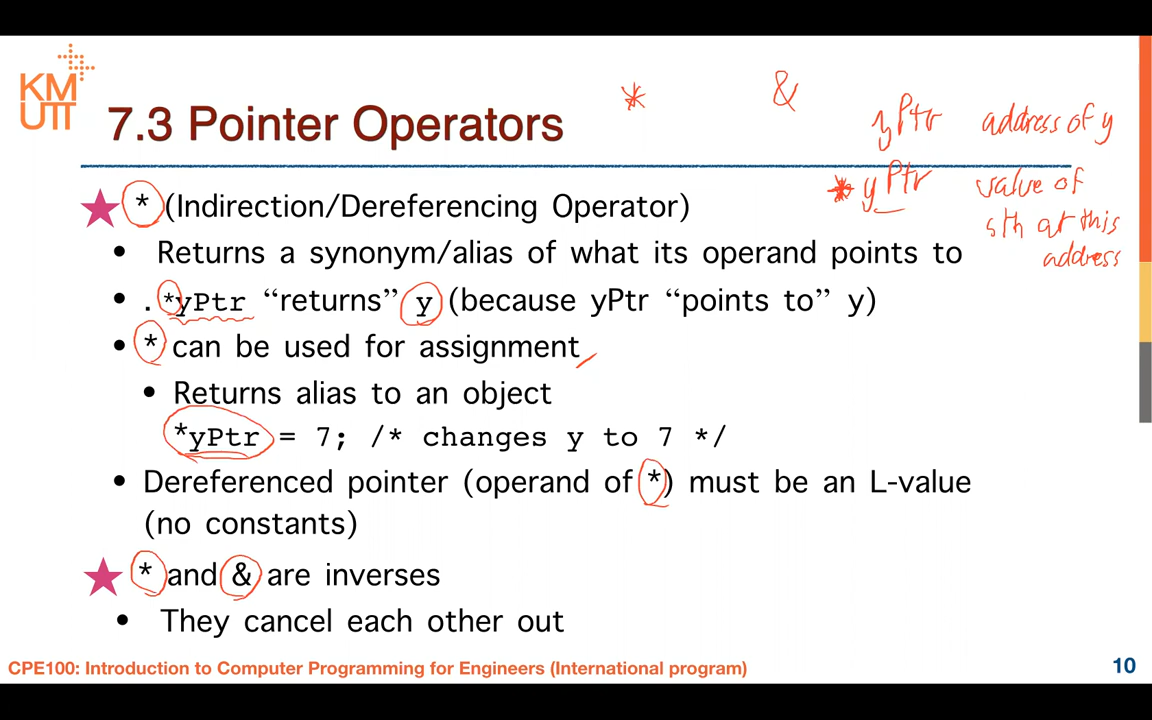 KM
UTT
7.3 Pointer Operators
* &
yPtr address of y
*yPtr value of
sth at this
address
* (Indirection/Dereferencing Operator)
• Returns a synonym/alias of what its operand points to
• . *yPtr “returns” y (because yPtr “points to” y)
• * can be used for assignment
• Returns alias to an object
*yPtr = 7; /* changes y to 7 */
• Dereferenced pointer (operand of *) must be an L-value
(no constants)
* and & are inverses
• They cancel each other out
CPE100: Introduction to Computer Programming for Engineers (International program) 10